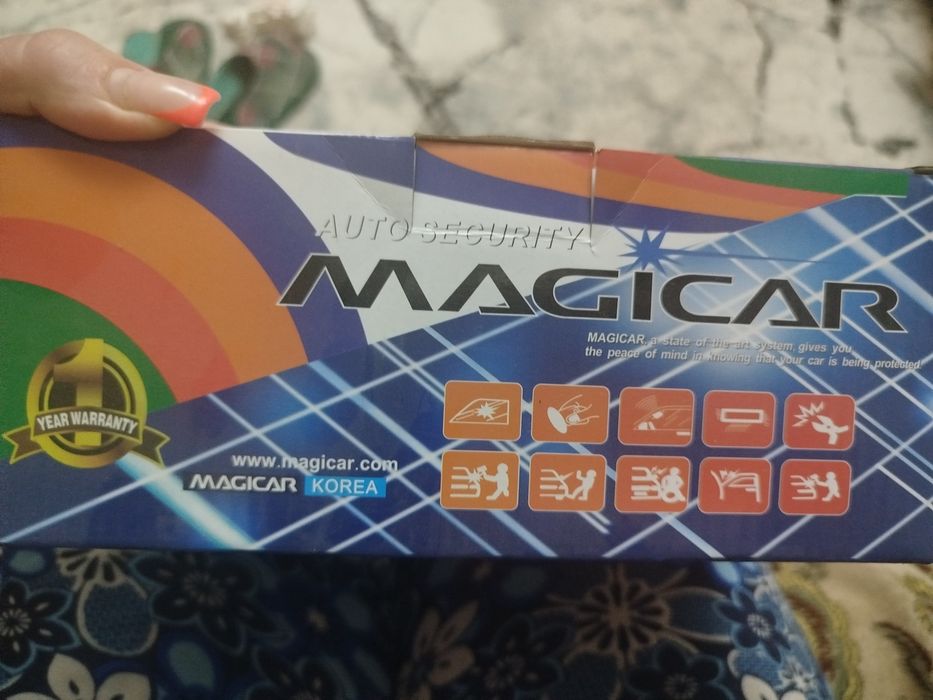 AUTO SECURITY
MAGICAR
MAGICAR, a state of the art system, gives you
the peace of mind in knowing that your car is being protected.
1
YEAR WARRANTY
www.magicar.com
MAGICAR KOREA